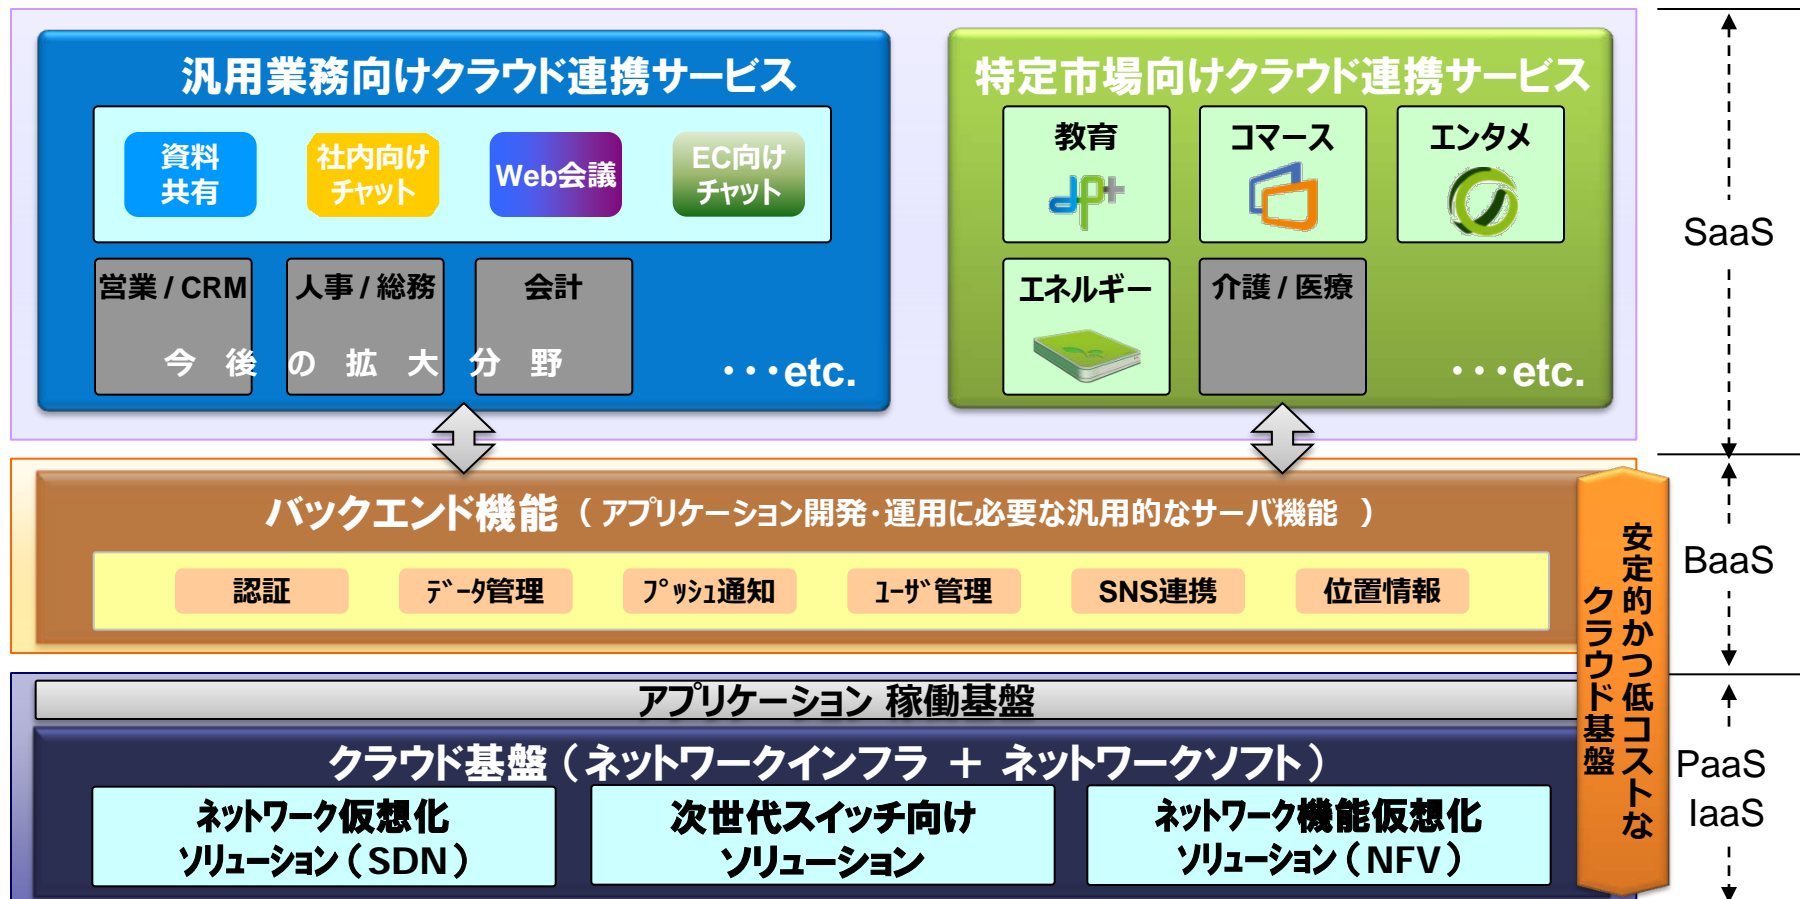 汎用業務向けクラウド連携サービス
資料
共有
社内向け
チャット
Web会議
EC向け
チャット
営業 / CRM
人事 / 総務
会計
今後の拡大分野
・・・etc.
特定市場向けクラウド連携サービス
教育
コマース
エンタメ
エネルギー
介護 / 医療
・・・etc.
SaaS
バックエンド機能（アプリケーション開発・運用に必要な汎用的なサーバ機能 ）
認証
ﾃﾞｰﾀ管理
ﾌﾟｯｼｭ通知
ﾕｰｻﾞ管理
SNS連携
位置情報
BaaS
安定的かつ低コストな
クラウド基盤
アプリケーション 稼働基盤
クラウド基盤（ネットワークインフラ ＋ ネットワークソフト）
ネットワーク仮想化
ソリューション（SDN）
次世代スイッチ向け
ソリューション
ネットワーク機能仮想化
ソリューション（NFV）
PaaS
IaaS